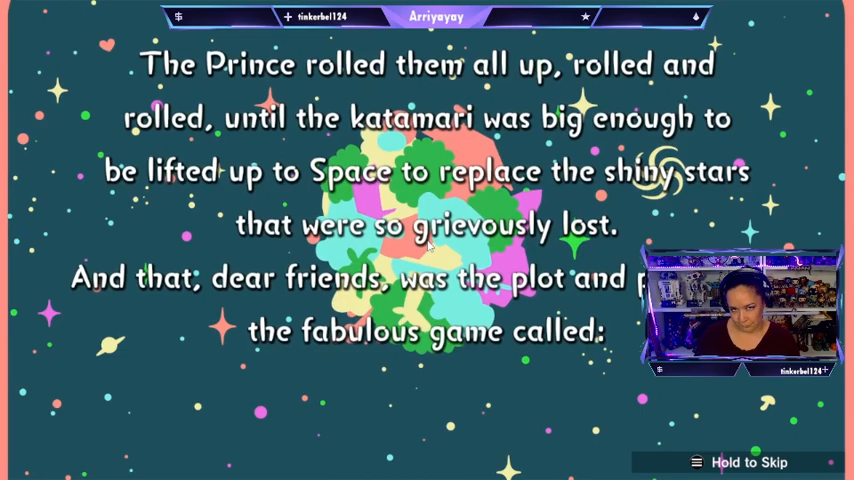 tinkerbel124
Arriyayay
The Prince rolled them all up, rolled and
rolled, until the katamari was big enough to
be lifted up to Space to replace the shiny stars
that were so grievously lost.
And that, dear friends, was the plot and
the fabulous game called:
tinkerbel124
Hold to Skip